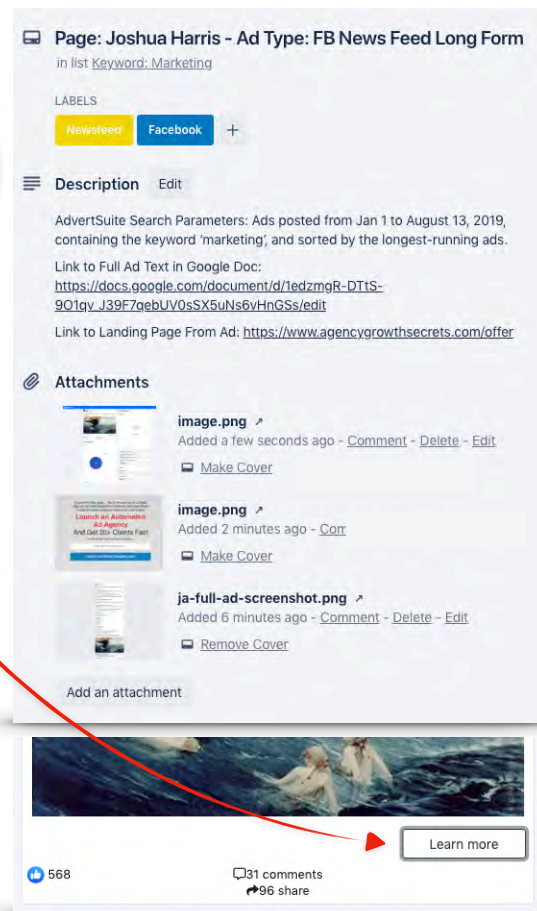 Page: Joshua Harris - Ad Type: FB News Feed Long Form
in list Keyword: Marketing
LABELS
Newsfeed Facebook +
Description Edit
AdvertSuite Search Parameters: Ads posted from Jan 1 to August 13, 2019,
containing the keyword 'marketing', and sorted by the longest-running ads.
Link to Full Ad Text in Google Doc:
https://docs.google.com/document/d/1edzmgR-DTtS-
9O1qv_J39F7qebUV0sSX5uNs6vHnGSs/edit
Link to Landing Page From Ad: https://www.agencygrowthsecrets.com/offer
Attachments
image.png ↗
Added a few seconds ago - Comment - Delete - Edit
Make Cover
Launch an Automated
Ad Agency
And Get 20+ Clients Fast
image.png ↗
Added 2 minutes ago - Com
Make Cover
ja-full-ad-screenshot.png ↗
Added 6 minutes ago - Comment - Delete - Edit
Remove Cover
Add an attachment
Learn more
568
31 comments
96 share